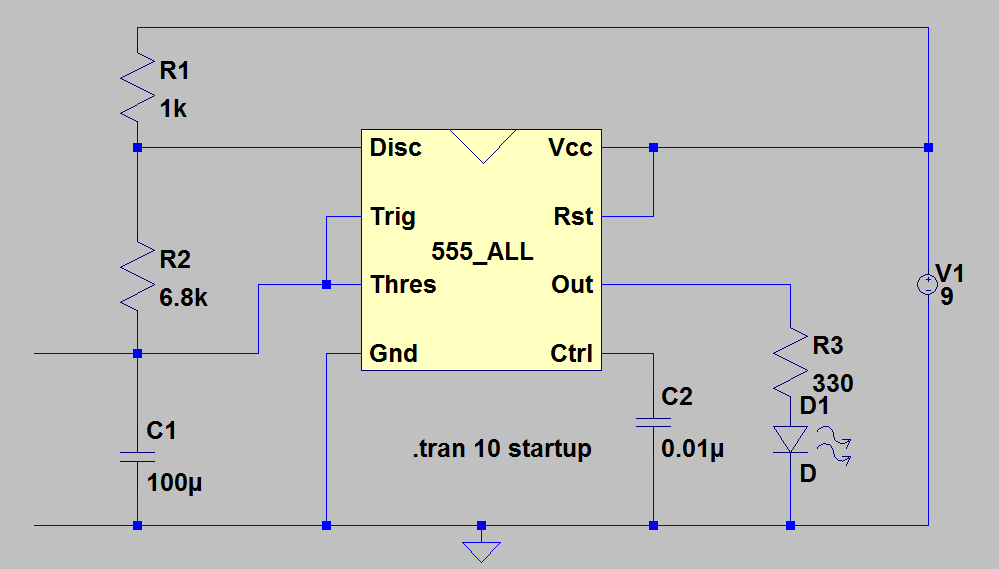 R1
1k
Disc
Vcc
Trig
Rst
555_ALL
R2
6.8k
Thres
Out
V1
9
Gnd
Ctrl
R3
330
C1
100µ
.tran 10 startup
C2
0.01µ
D1
D